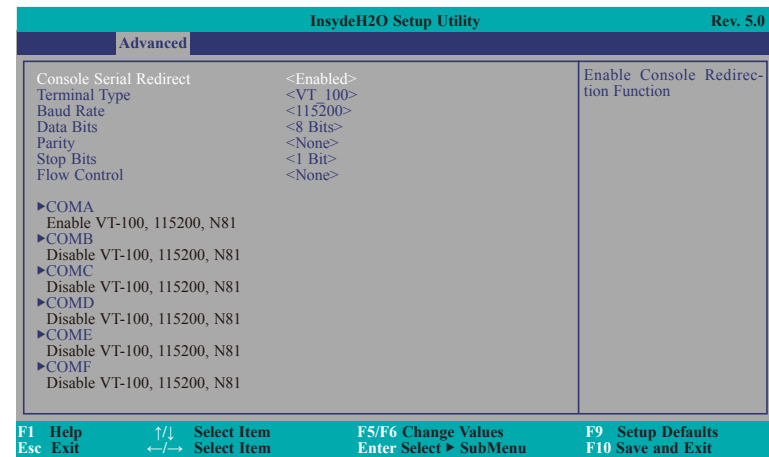 InsydeH2O Setup Utility Rev. 5.0
Advanced
Console Serial Redirect <Enabled>
Terminal Type <VT_100>
Baud Rate <115200>
Data Bits <8 Bits>
Parity <None>
Stop Bits <1 Bit>
Flow Control <None>
►COMA
Enable VT-100, 115200, N81
►COMB
Disable VT-100, 115200, N81
►COMC
Disable VT-100, 115200, N81
►COMD
Disable VT-100, 115200, N81
►COME
Disable VT-100, 115200, N81
►COMF
Disable VT-100, 115200, N81
Enable Console Redirec-
tion Function
F1 Help ↑/↓ Select Item F5/F6 Change Values F9 Setup Defaults
Esc Exit ←/→ Select Item Enter Select ► SubMenu F10 Save and Exit